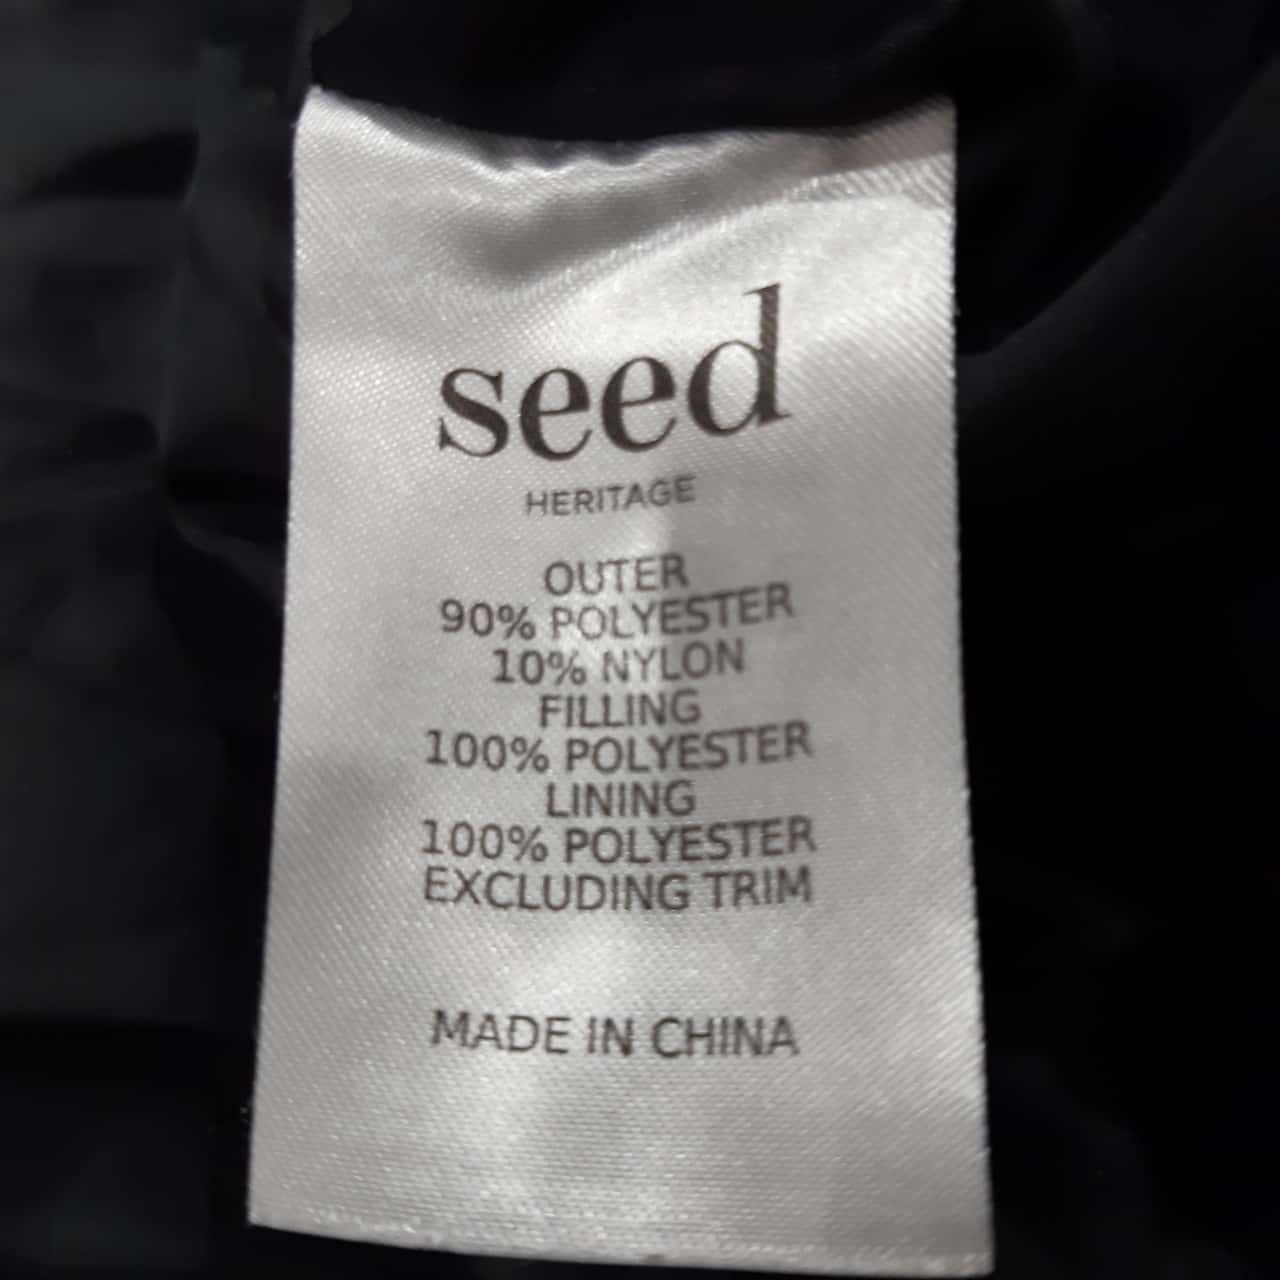 seed
HERITAGE
OUTER
90% POLYESTER
10% NYLON
FILLING
100% POLYESTER
LINING
100% POLYESTER
EXCLUDING TRIM
MADE IN CHINA